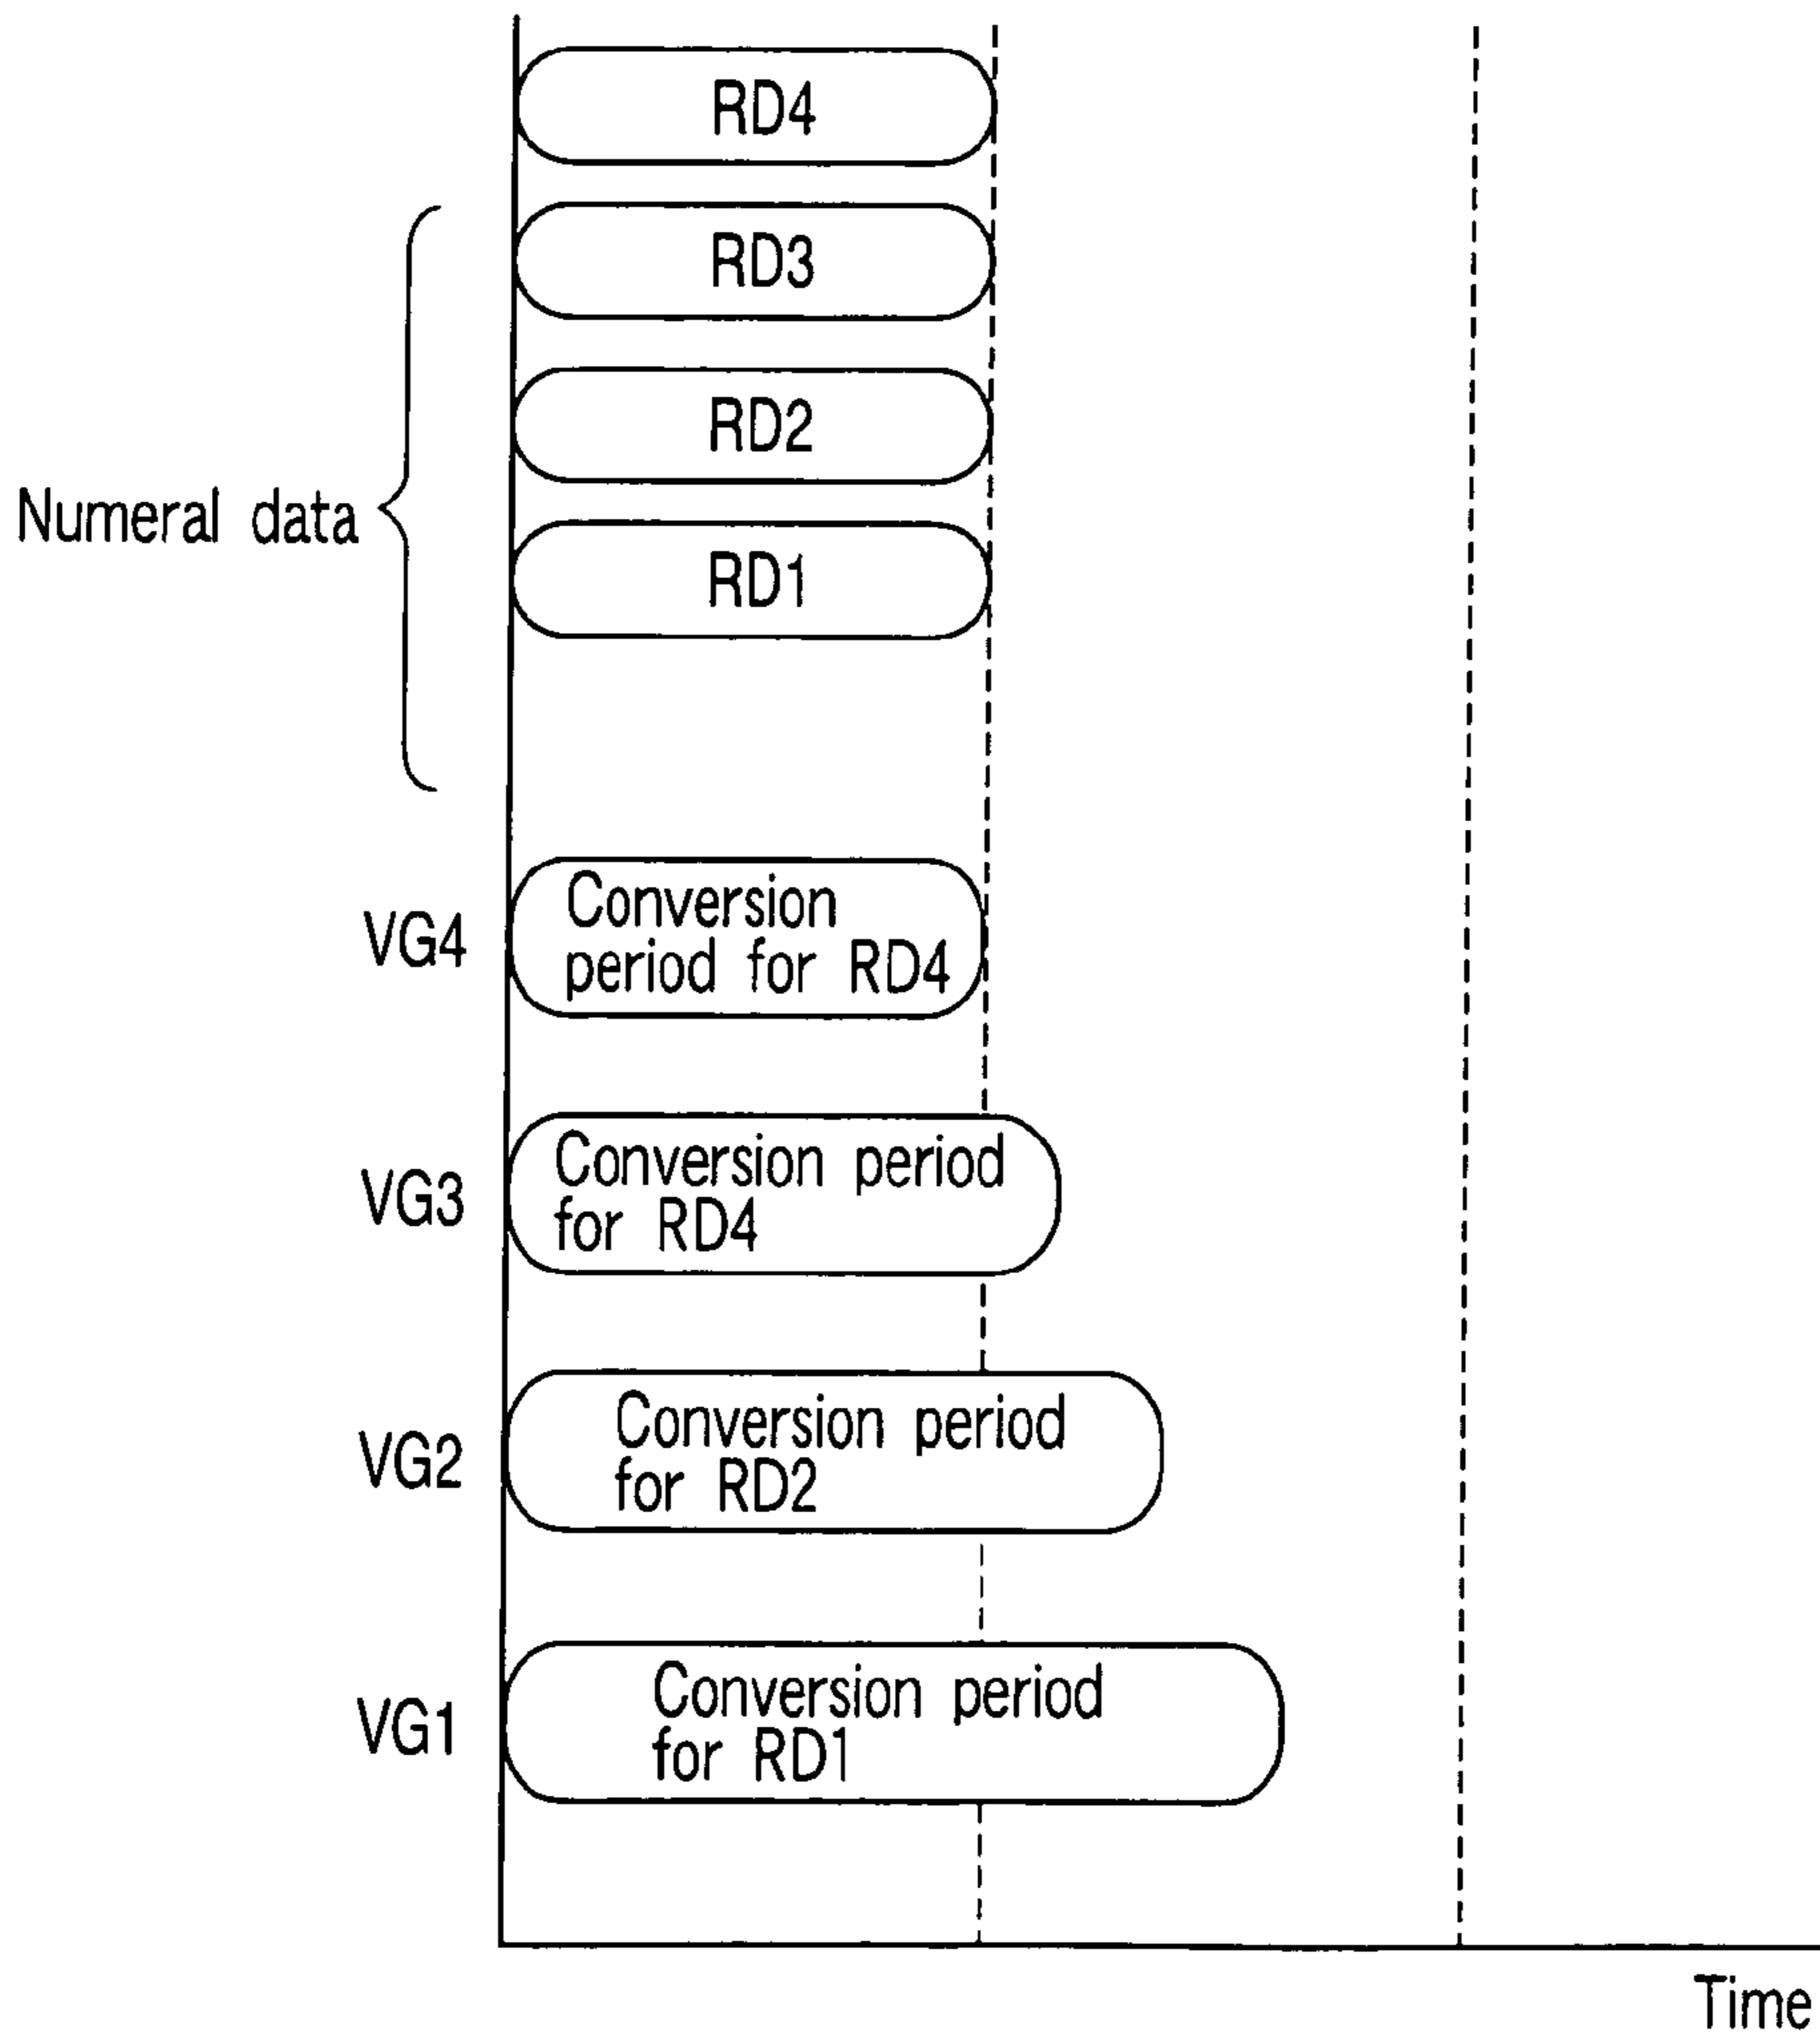 RD4
RD3
RD2
Numeral data
RD1
VG4
Conversion
period for RD4
VG3
Conversion period
for RD4
VG2
Conversion period
for RD2
VG1
Conversion period
for RD1
Time